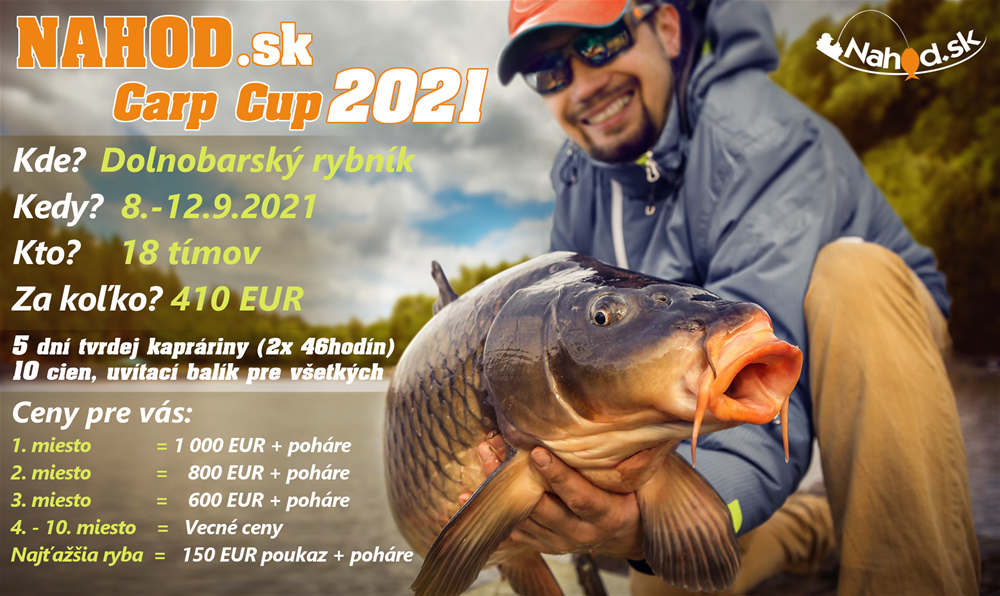 NAHOD.sk
Carp Cup 2021
Nahod.sk
Kde? Dolnobarský rybník
Kedy? 8.-12.9.2021
Kto? 18 tímov
Za koľko? 410 EUR
5 dní tvrdej kapráriny (2x 46hodín)
10 cien, uvítací balík pre všetkých
Ceny pre vás:
1. miesto = 1 000 EUR + poháre
2. miesto = 800 EUR + poháre
3. miesto = 600 EUR + poháre
4. - 10. miesto = Vecné ceny
Najťažšia ryba = 150 EUR poukaz + poháre